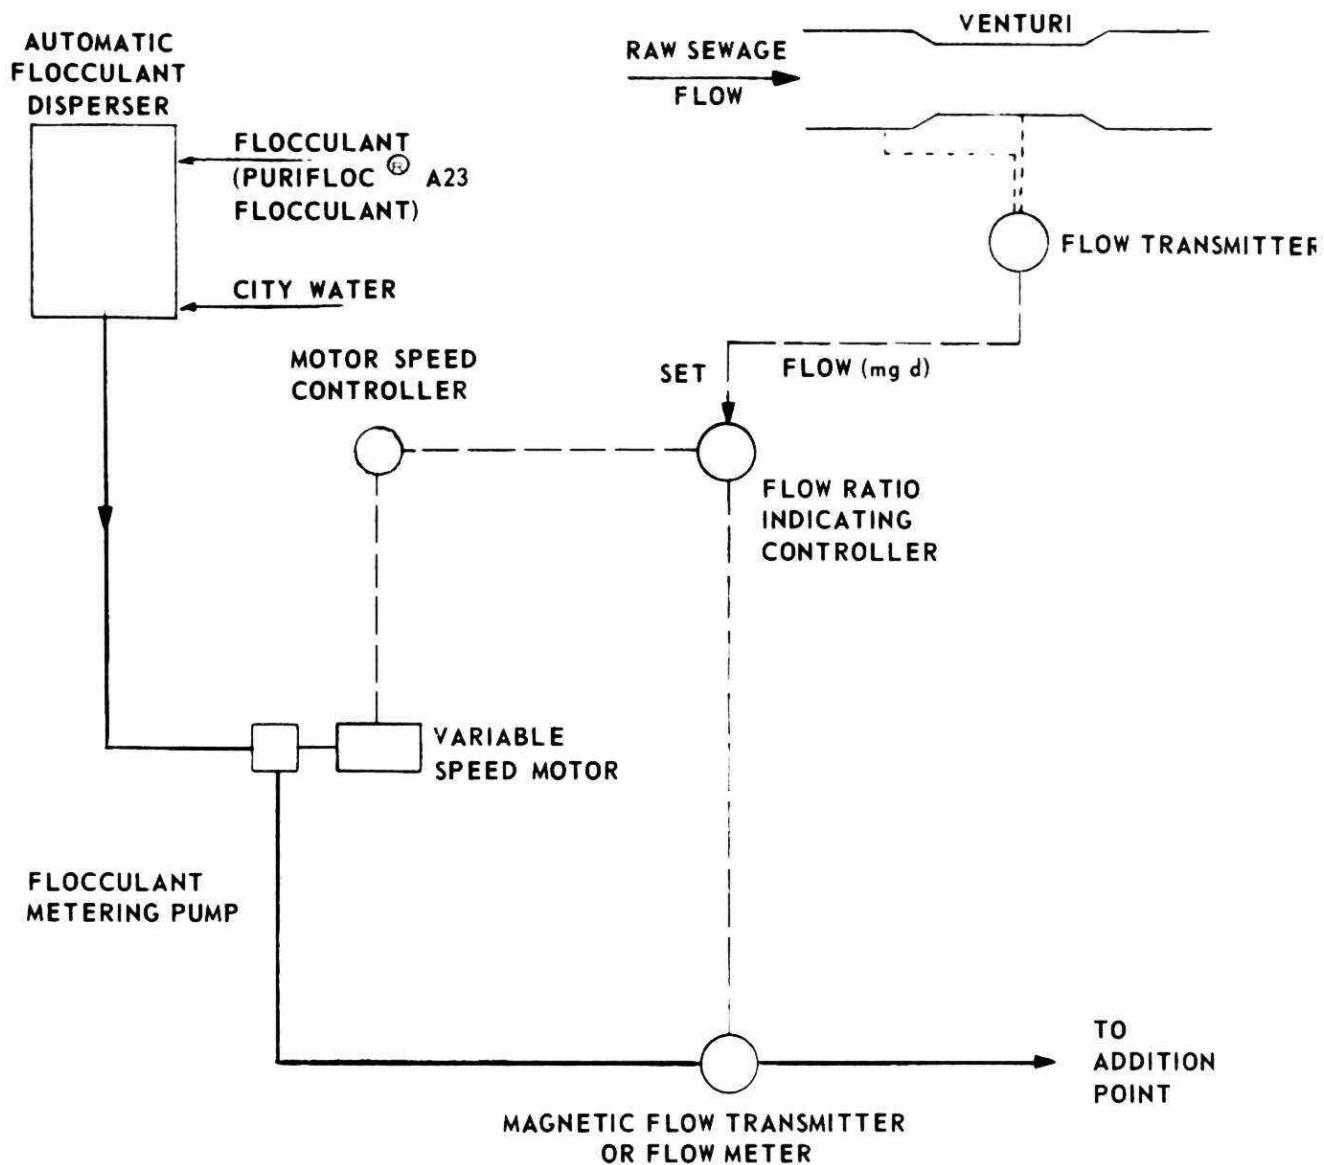 AUTOMATIC
FLOCCULANT
DISPERSER
FLOCCULANT
(PURIFLOC ® A23
FLOCCULANT)
CITY WATER
VENTURI
RAW SEWAGE
FLOW
FLOW TRANSMITTER
SET
FLOW (mg d)
MOTOR SPEED
CONTROLLER
FLOW RATIO
INDICATING
CONTROLLER
VARIABLE
SPEED MOTOR
FLOCCULANT
METERING PUMP
TO
ADDITION
POINT
MAGNETIC FLOW TRANSMITTER
OR FLOW METER